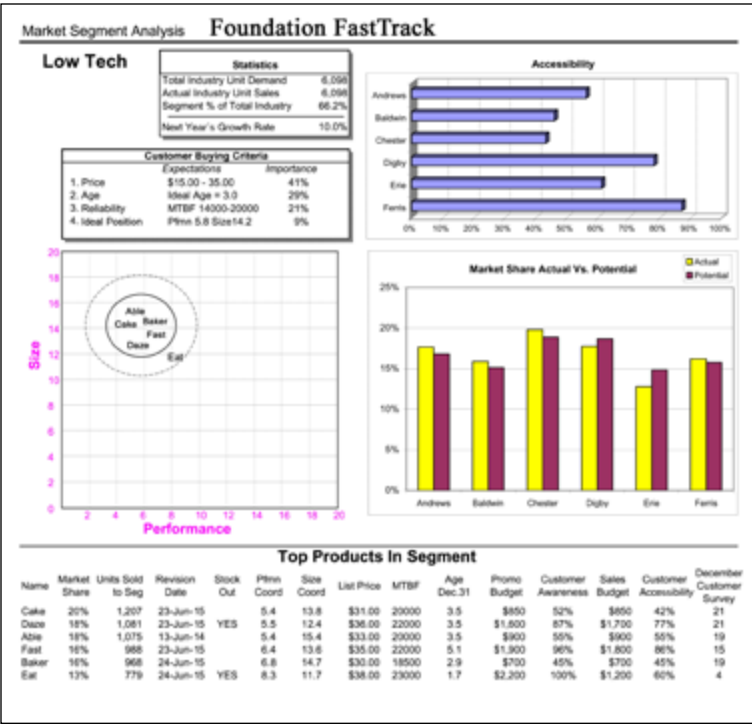 Market Segment Analysis Foundation FastTrack
Low Tech
Statistics
Total Industry Unit Demand 6,098
Actual Industry Unit Sales 6,098
Segment % of Total Industry 66.2%
Next Year's Growth Rate 10.0%
Customer Buying Criteria
Expectations Importance
1. Price $15.00 - 35.00 41%
2. Age Ideal Age = 3.0 29%
3. Reliability MTBF 14000-20000 21%
4. Ideal Position Pfmn 5.8 Size14.2 9%
Accessibility
Andrews
Baldwin
Chester
Digby
Erie
Ferris
0% 10% 20% 30% 40% 50% 60% 70% 80% 90% 100%
Size
20
18
16
14
12
10
8
6
4
2
0
Able
Cake Baker
Fast
Daze
Eat
2 4 6 8 10 12 14 16 18 20
Performance
Market Share Actual Vs. Potential
Actual
Potential
25%
20%
15%
5%
0%
Andrews Baldwin Chester Digby Erie Ferris
Top Products In Segment
Name Market Share Units Sold to Seg Revision Date Stock Out Pfmn Coord Size Coord List Price MTBF Age Dec.31 Promo Budget Customer Awareness Sales Budget Customer Accessibility December Customer Survey
Cake 20% 1,207 23-Jun-15 5.4 13.8 $31.00 20000 3.5 $850 52% $850 42% 21
Daze 18% 1,081 23-Jun-15 YES 5.5 12.4 $36.00 22000 3.5 $1,600 87% $1,700 77% 21
Able 18% 1,075 13-Jun-14 5.4 15.4 $33.00 20000 3.5 $900 55% $900 55% 19
Fast 16% 988 23-Jun-15 6.4 13.6 $35.00 22000 5.1 $1,900 96% $1,800 86% 15
Baker 16% 968 24-Jun-15 6.8 14.7 $30.00 18500 2.9 $700 45% $700 45% 19
Eat 13% 779 24-Jun-15 YES 8.3 11.7 $38.00 23000 1.7 $2,200 100% $1,200 60% 4